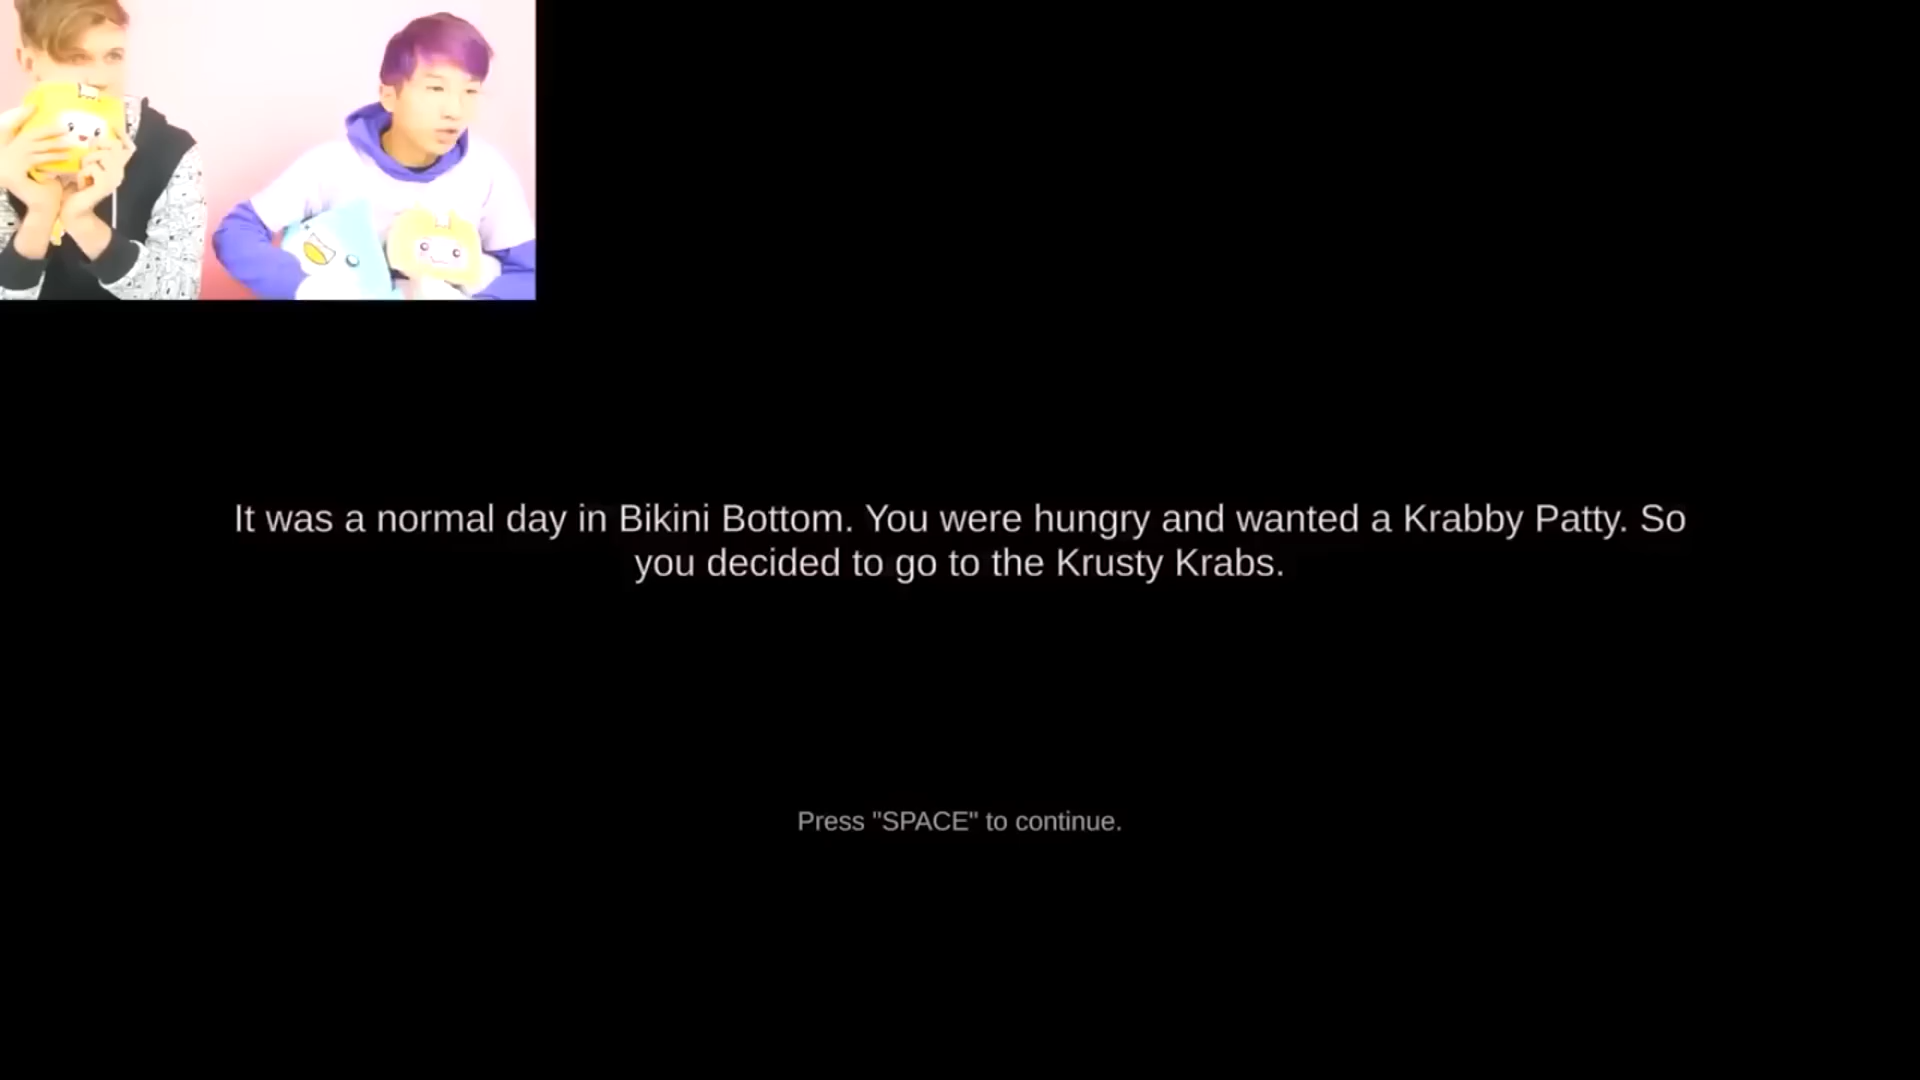 It was a normal day in Bikini Bottom. You were hungry and wanted a Krabby Patty. So
you decided to go to the Krusty Krabs.
Press "SPACE" to continue.